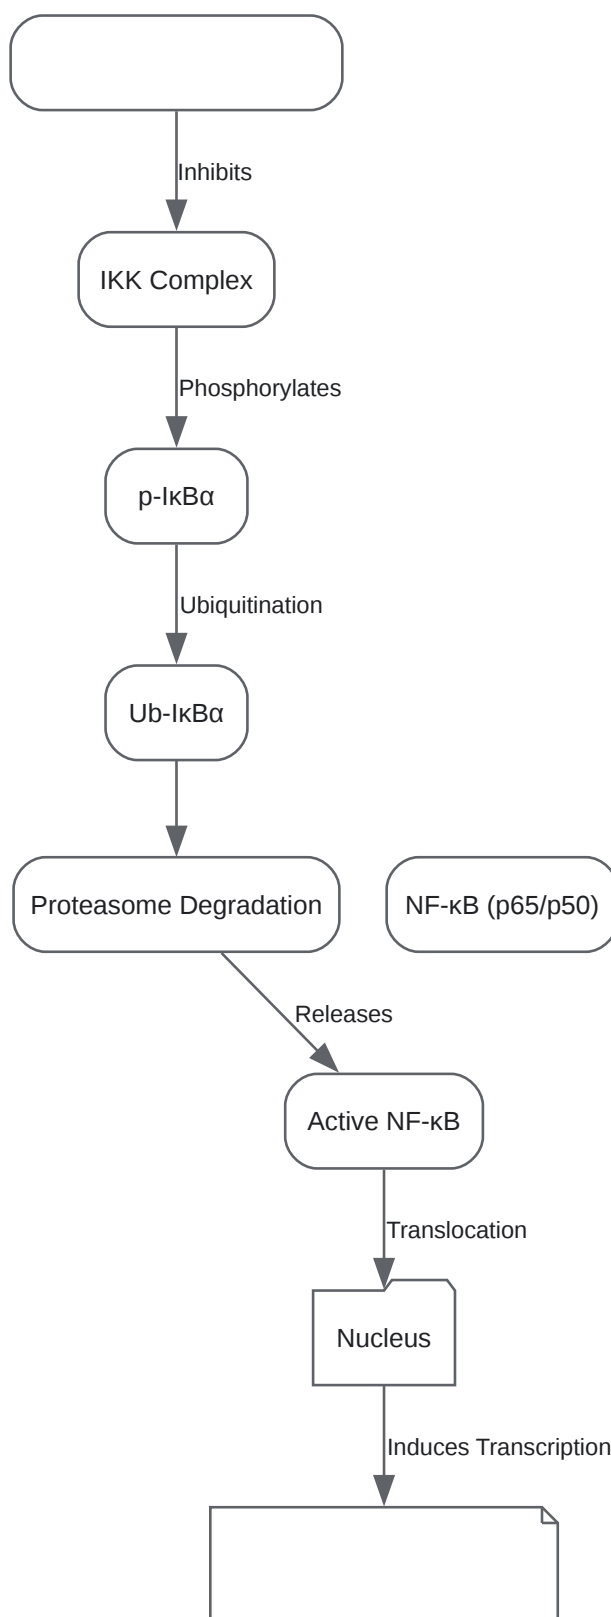 Inhibits
IKK Complex
Phosphorylates
p-IκBα
Ubiquitination
Ub-IκBα
Proteasome Degradation
NF-κB (p65/p50)
Releases
Active NF-κB
Translocation
Nucleus
Induces Transcription